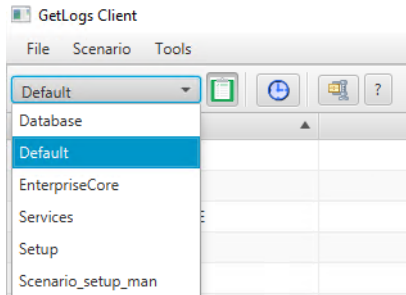 GetLogs Client
File Scenario Tools
Default
?
Database
Default
EnterpriseCore
Services
Setup
Scenario_setup_man